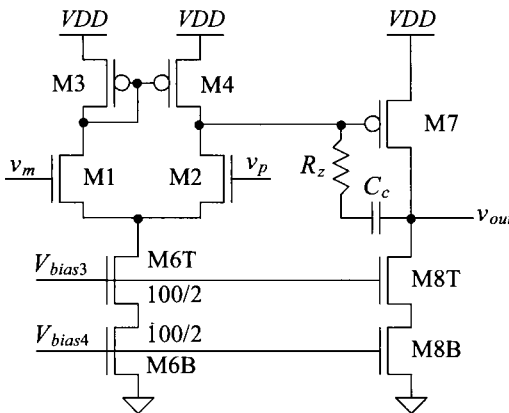 VDD VDD VDD
M3 M4 M7
v_m M1 M2 v_p R_z C_c
v_out
V_bias3 M6T 100/2 M8T
V_bias4 100/2 M6B M8B